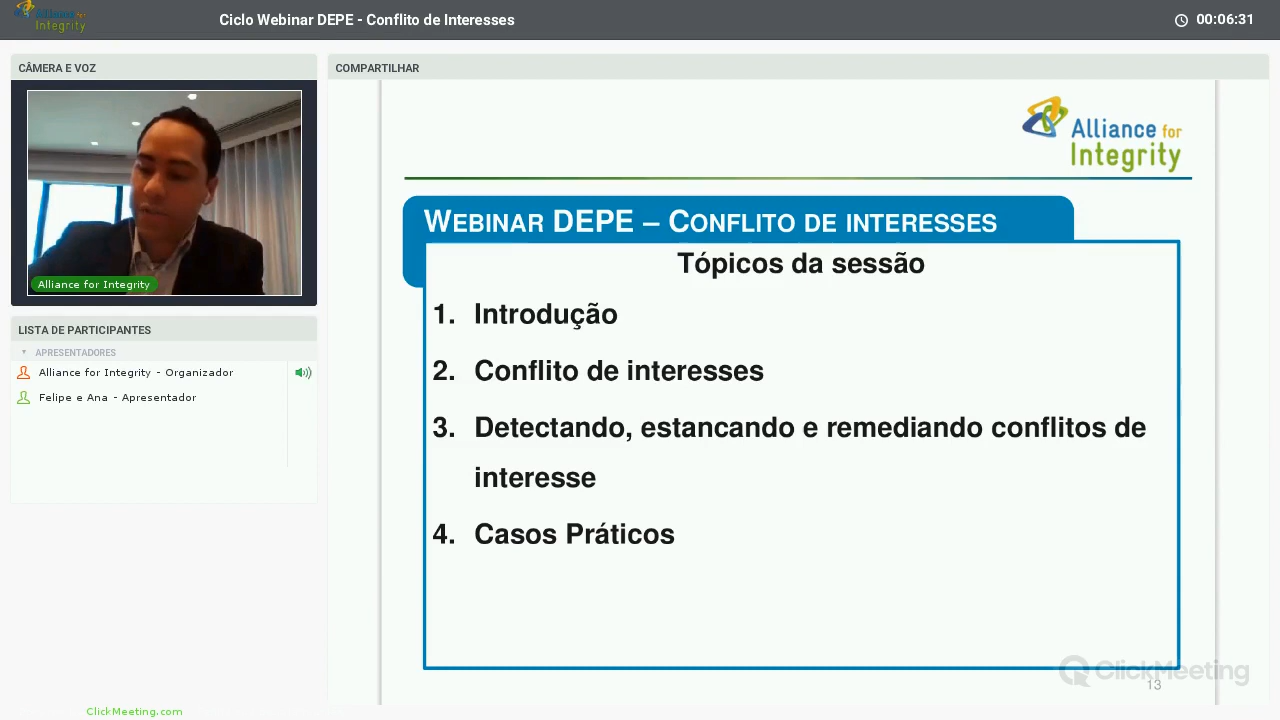 Alliance for
Integrity
Ciclo Webinar DEPE - Conflito de Interesses
00:06:31
CÂMERA E VOZ
Alliance for Integrity
LISTA DE PARTICIPANTES
APRESENTADORES
Alliance for Integrity - Organizador
Felipe e Ana - Apresentador
ClickMeeting.com
COMPARTILHAR
Alliance for
Integrity
WEBINAR DEPE – CONFLITO DE INTERESSES
Tópicos da sessão
1. Introdução
2. Conflito de interesses
3. Detectando, estancando e remediando conflitos de
interesse
4. Casos Práticos
ClickMeeting
13